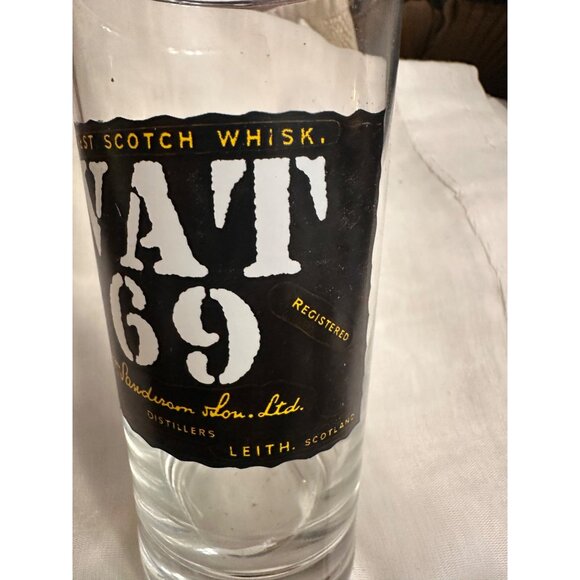 ST SCOTCH WHISK.
VAT
69
REGISTERED
Sanderson & Son. Ltd.
DISTILLERS
LEITH. SCOTLAND